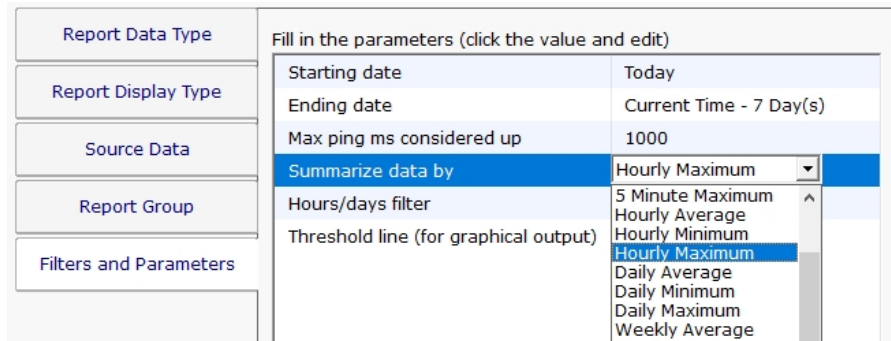 Report Data Type
Report Display Type
Source Data
Report Group
Filters and Parameters
Fill in the parameters (click the value and edit)
Starting date Today
Ending date Current Time - 7 Day(s)
Max ping ms considered up 1000
Summarize data by Hourly Maximum
Hours/days filter
Threshold line (for graphical output)
5 Minute Maximum
Hourly Average
Hourly Minimum
Hourly Maximum
Daily Average
Daily Minimum
Daily Maximum
Weekly Average